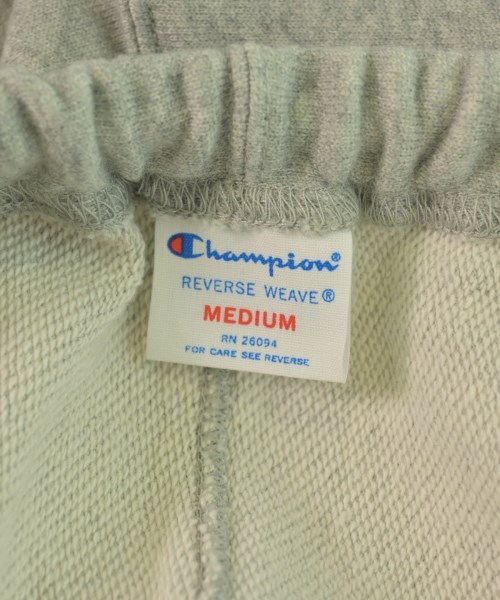 Champion®
REVERSE WEAVE®
MEDIUM
RN 26094
FOR CARE SEE REVERSE